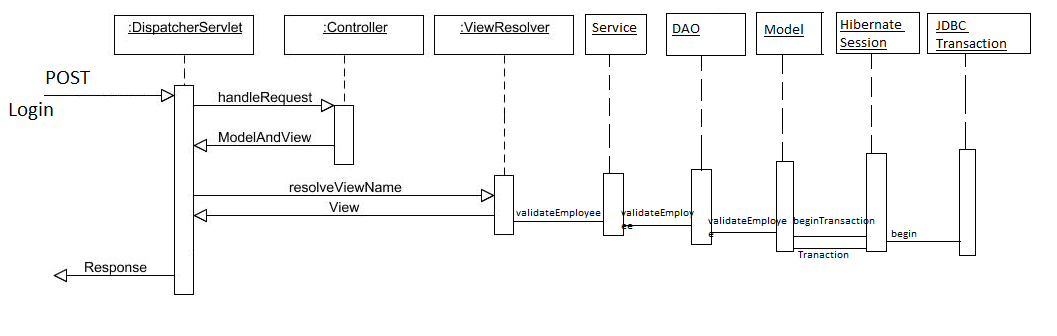 :DispatcherServlet
:Controller
:ViewResolver
Service
DAO
Model
Hibernate
Session
JDBC
Transaction
POST
Login
handleRequest
ModelAndView
resolveViewName
View
validateEmployee
validateEmploy
ee
validateEmploye
e
beginTransaction
begin
Tranaction
Response